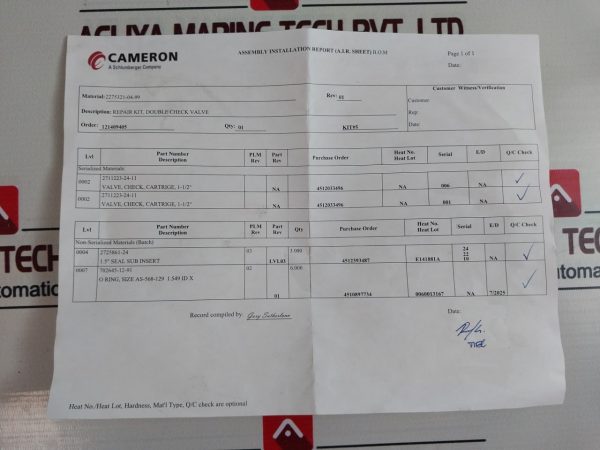 AGLIYA MARINE TECH PVT. LTD
CAMERON
A Schlumberger Company
ASSEMBLY INSTALLATION REPORT (A.I.R. SHEET) B.O.M
Page 1 of 1
Date:
Material: 2275321-04-99
Rev: 01
Customer Witness/Verification
Description: REPAIR KIT, DOUBLE CHECK VALVE
Customer:
Rep:
Order: 121409405
Qty: 01
KIT#5
Date:
Lvl Part Number Description PLM Rev Part Rev Purchase Order Heat No. Heat Lot Serial E/D Q/C Check
Serialized Materials:
0002 2711223-24-11
VALVE, CHECK, CARTRIGE, 1-1/2" NA 4512033496 NA 006 NA
0002 2711223-24-11
VALVE, CHECK, CARTRIGE, 1-1/2" NA 4512033496 NA 001 NA
Lvl Part Number Description PLM Rev Part Rev Qty Purchase Order Heat No. Heat Lot Serial E/D Q/C Check
Non-Serialized Materials (Batch)
0004 2725861-24 03 3.000 24
1.5" SEAL SUB INSERT LVL03 4512593487 E141881A 22
10 NA
0007 702645-12-91 02 6.000
O RING, SIZE AS-568-129 1.549 ID X 01 4510897734 0060013167 NA 7/2025
Record compiled by: Gary Sutherland
Date:
Heat No./Heat Lot, Hardness, Mat'l Type, Q/C check are optional
TECH
utomation
TECH
Automa